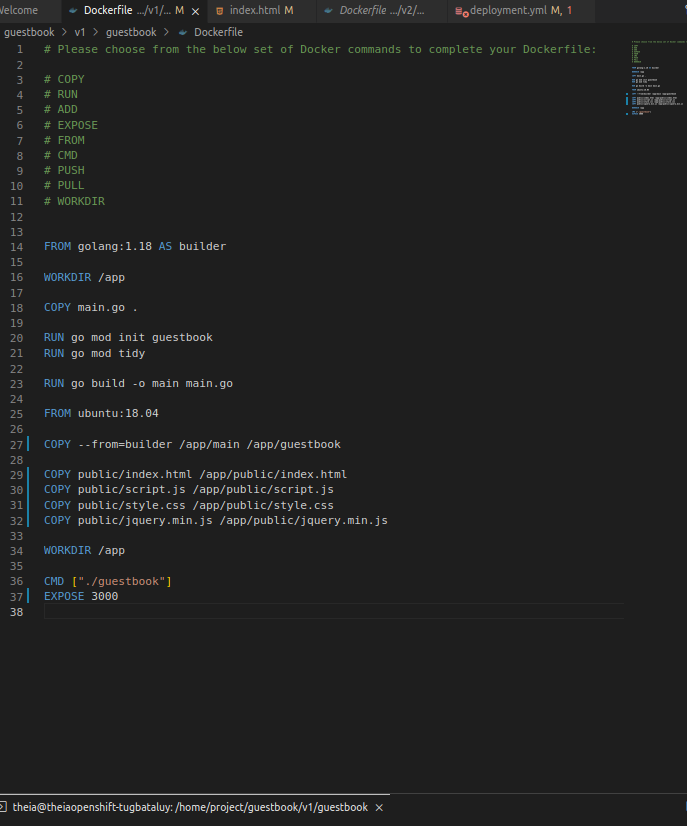 Welcome Dockerfile .../v1/... M × index.html M Dockerfile .../v2/... deployment.yml M, 1
guestbook > v1 > guestbook > Dockerfile
1 # Please choose from the below set of Docker commands to complete your Dockerfile:
2
3 # COPY
4 # RUN
5 # ADD
6 # EXPOSE
7 # FROM
8 # CMD
9 # PUSH
10 # PULL
11 # WORKDIR
12
13
14 FROM golang:1.18 AS builder
15
16 WORKDIR /app
17
18 COPY main.go .
19
20 RUN go mod init guestbook
21 RUN go mod tidy
22
23 RUN go build -o main main.go
24
25 FROM ubuntu:18.04
26
27 COPY --from=builder /app/main /app/guestbook
28
29 COPY public/index.html /app/public/index.html
30 COPY public/script.js /app/public/script.js
31 COPY public/style.css /app/public/style.css
32 COPY public/jquery.min.js /app/public/jquery.min.js
33
34 WORKDIR /app
35
36 CMD ["./guestbook"]
37 EXPOSE 3000
38
theia@theiaopenshift-tugbataluy: /home/project/guestbook/v1/guestbook ×